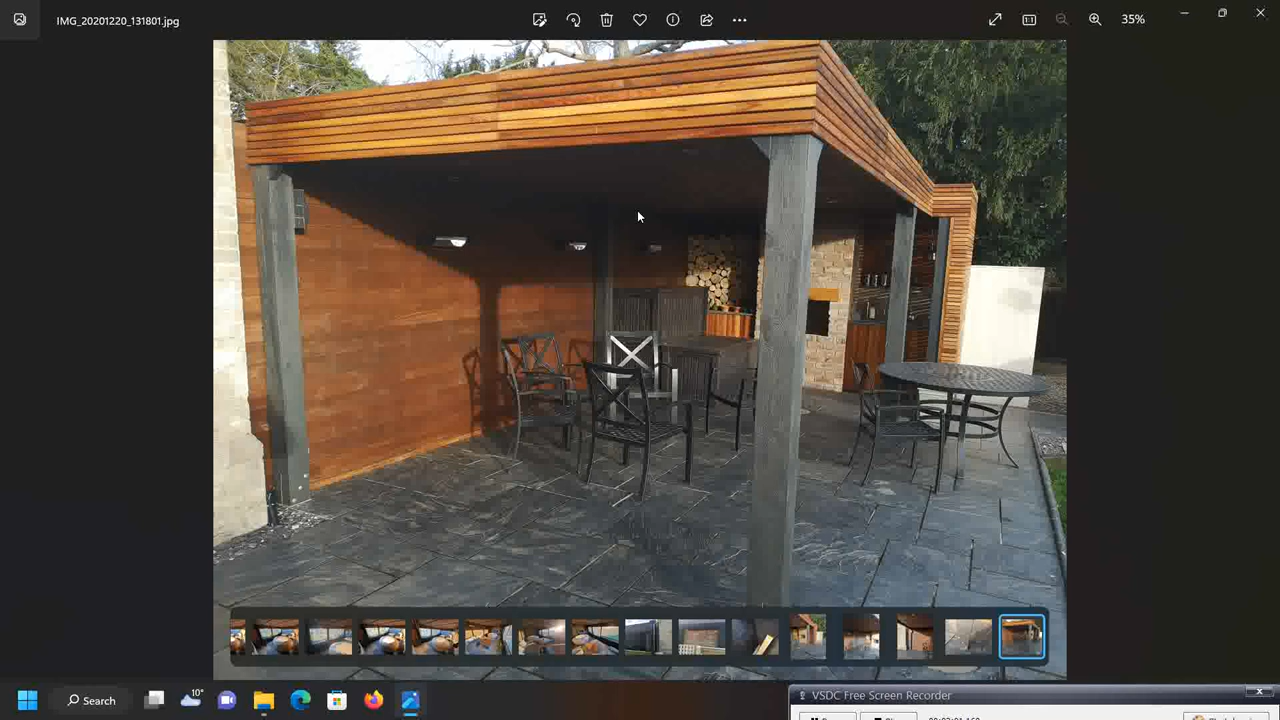 IMG_20201220_131801.jpg
35%
Search
10°
VSDC Free Screen Recorder